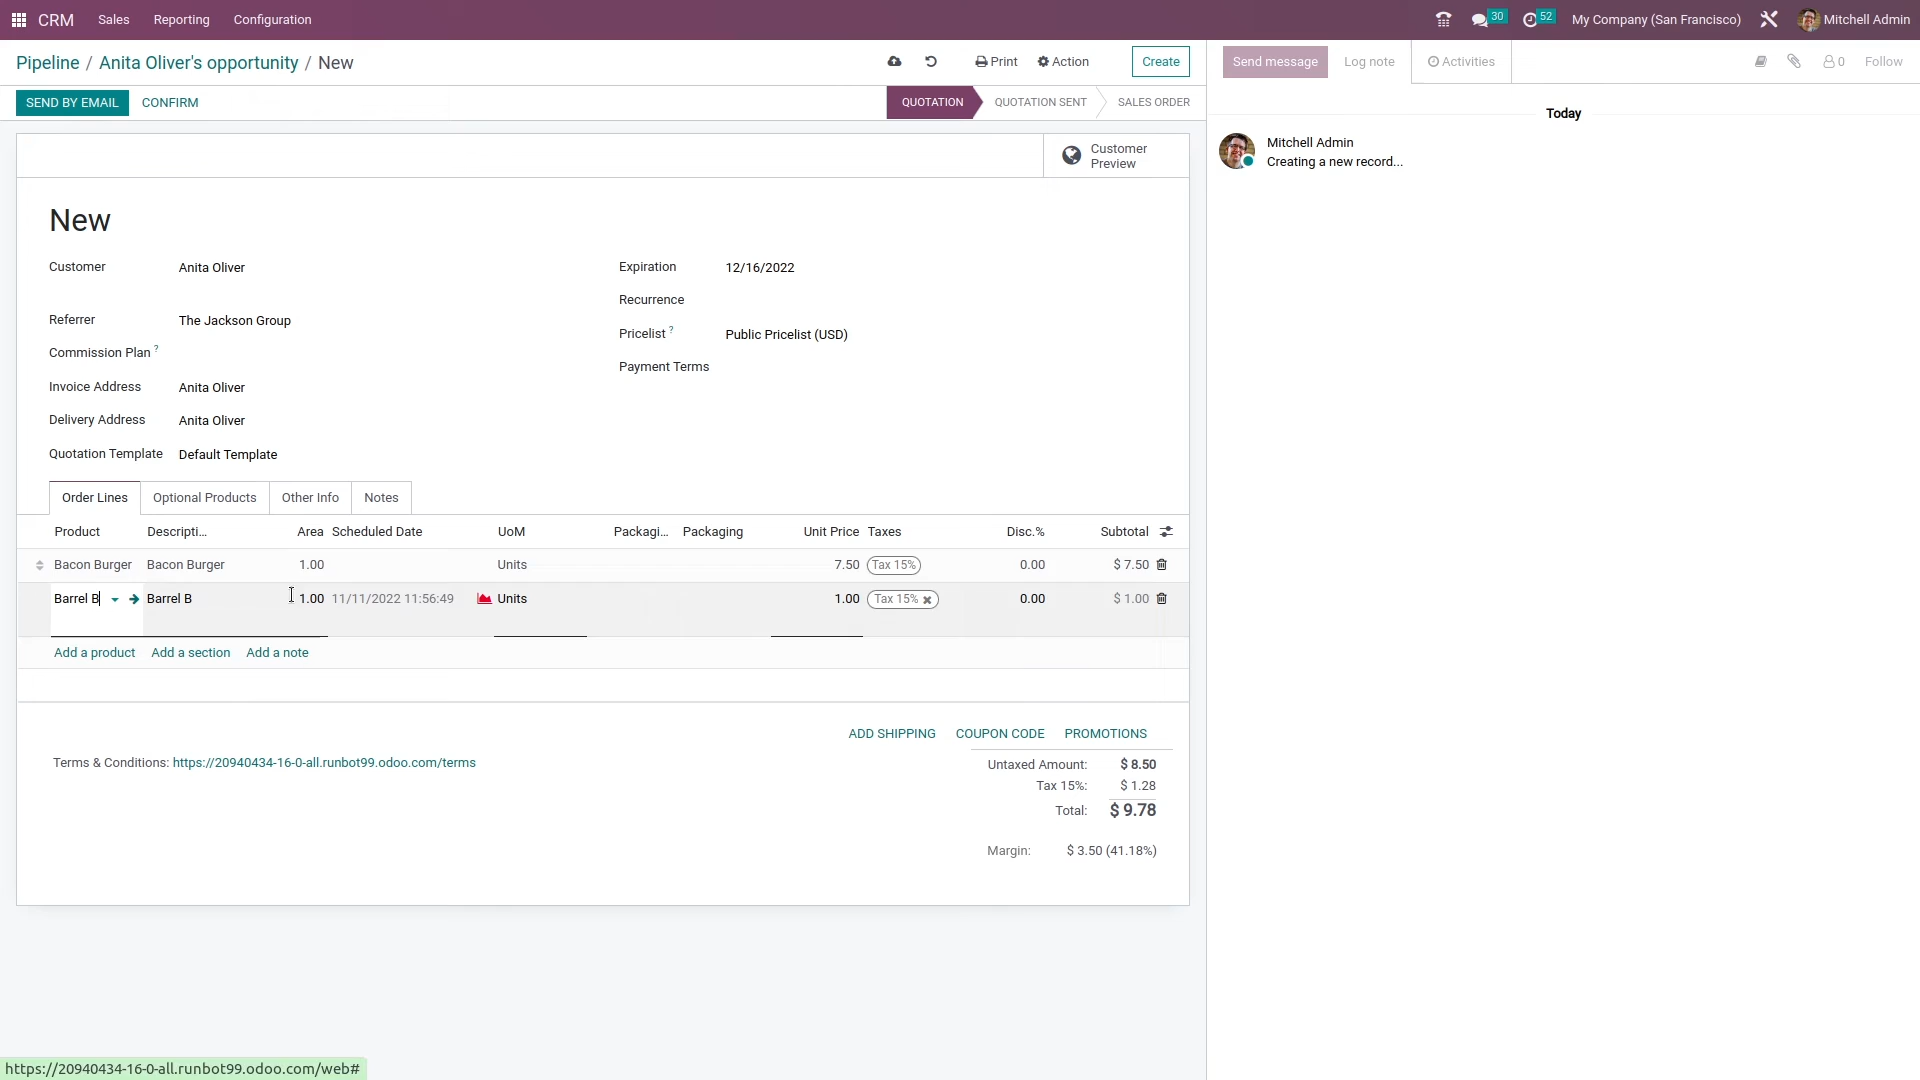 CRM Sales Reporting Configuration 30 52 My Company (San Francisco) Mitchell Admin
Pipeline / Anita Oliver's opportunity / New Print Action Create
SEND BY EMAIL CONFIRM QUOTATION QUOTATION SENT SALES ORDER
Customer
Preview
New
Customer Anita Oliver
Referrer The Jackson Group
Commission Plan ?
Invoice Address Anita Oliver
Delivery Address Anita Oliver
Quotation Template Default Template
Expiration 12/16/2022
Recurrence
Pricelist ? Public Pricelist (USD)
Payment Terms
Order Lines Optional Products Other Info Notes
Product Descripti... Area Scheduled Date UoM Packagi... Packaging Unit Price Taxes Disc.% Subtotal
Bacon Burger Bacon Burger 1.00 Units 7.50 Tax 15% 0.00 $ 7.50
Barrel B Barrel B 1.00 11/11/2022 11:56:49 Units 1.00 Tax 15% 0.00 $ 1.00
Add a product Add a section Add a note
ADD SHIPPING COUPON CODE PROMOTIONS
Terms & Conditions: https://20940434-16-0-all.runbot99.odoo.com/terms
Untaxed Amount: $ 8.50
Tax 15%: $ 1.28
Total: $ 9.78
Margin: $ 3.50 (41.18%)
Send message Log note Activities 0 Follow
Today
Mitchell Admin
Creating a new record...
https://20940434-16-0-all.runbot99.odoo.com/web#